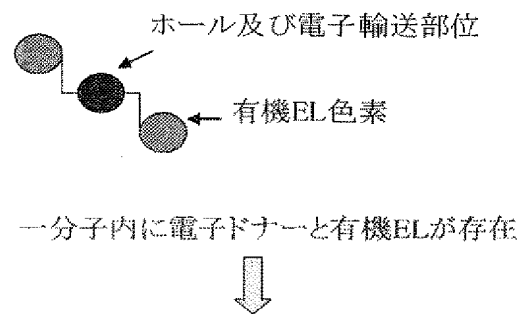 ホール及び電子輸送部位
有機EL色素
一分子内に電子ドナーと有機ELが存在